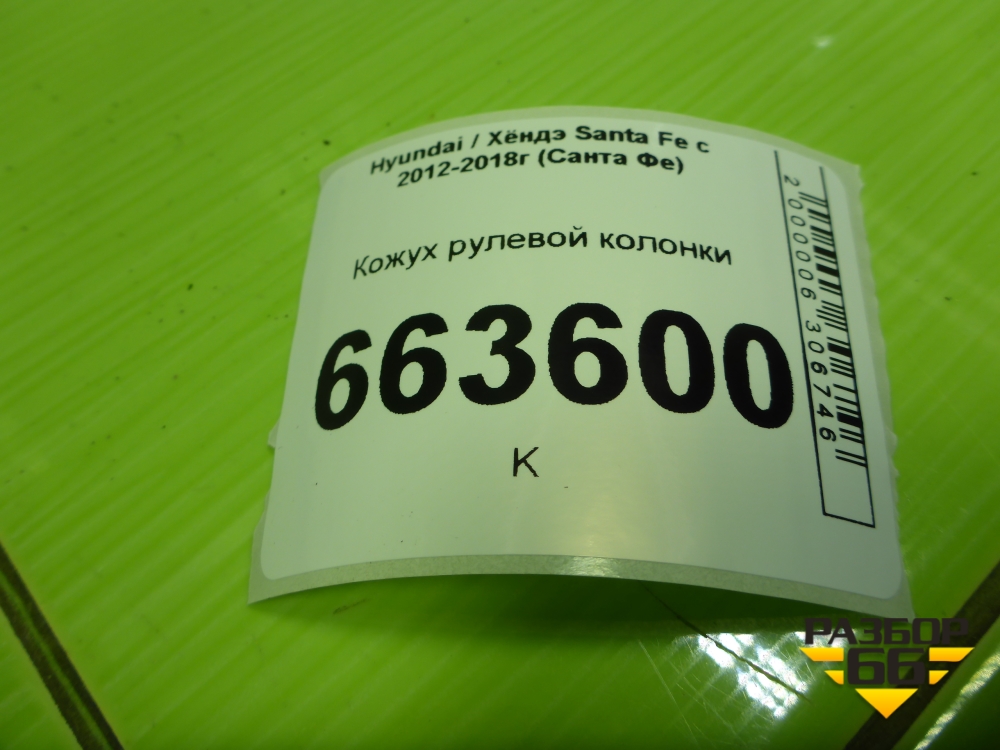 Hyundai / Хёндэ Santa Fe с
2012-2018г (Санта Фе)
Кожух рулевой колонки
663600
К
2000006306746
РАЗБОР
66